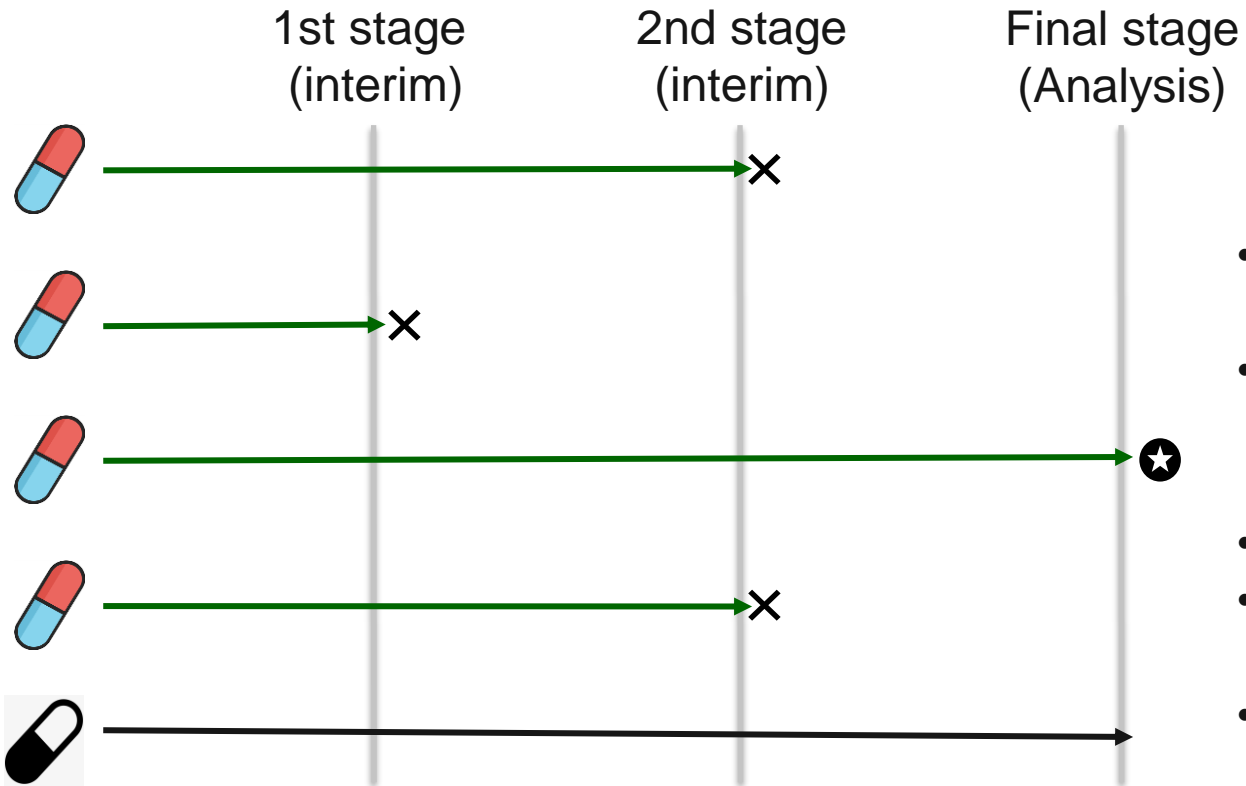 1st stage
(interim)
2nd stage
(interim)
Final stage
(Analysis)